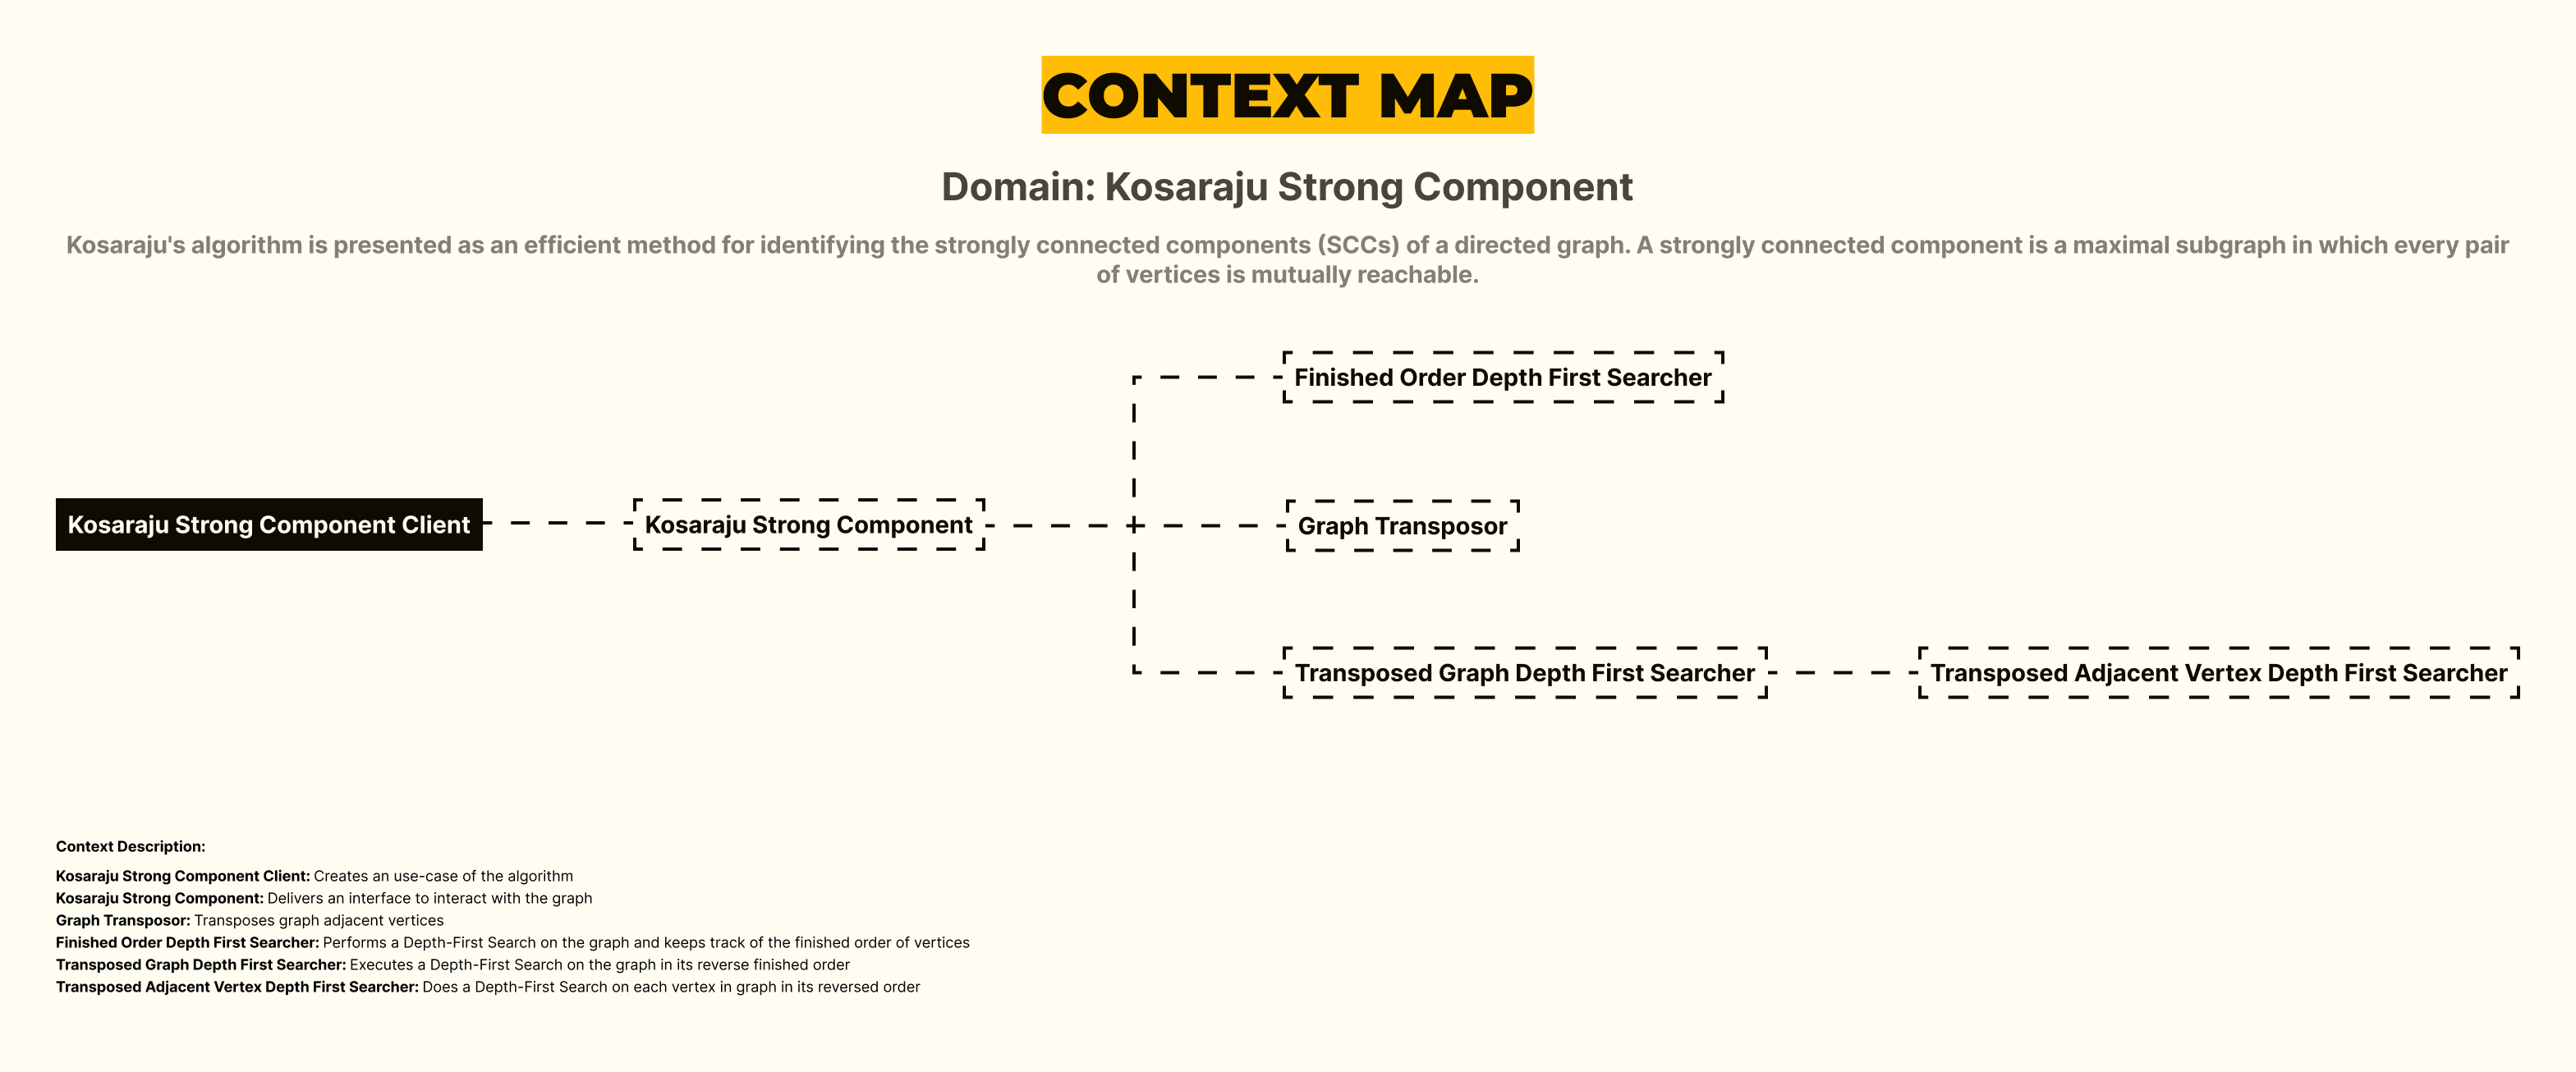 CONTEXT MAP
Domain: Kosaraju Strong Component
Kosaraju's algorithm is presented as an efficient method for identifying the strongly connected components (SCCs) of a directed graph. A strongly connected component is a maximal subgraph in which every pair
of vertices is mutually reachable.
Finished Order Depth First Searcher
Kosaraju Strong Component Client
Kosaraju Strong Component
Graph Transposor
Transposed Graph Depth First Searcher
Transposed Adjacent Vertex Depth First Searcher
Context Description:
Kosaraju Strong Component Client: Creates an use-case of the algorithm
Kosaraju Strong Component: Delivers an interface to interact with the graph
Graph Transposor: Transposes graph adjacent vertices
Finished Order Depth First Searcher: Performs a Depth-First Search on the graph and keeps track of the finished order of vertices
Transposed Graph Depth First Searcher: Executes a Depth-First Search on the graph in its reverse finished order
Transposed Adjacent Vertex Depth First Searcher: Does a Depth-First Search on each vertex in graph in its reversed order